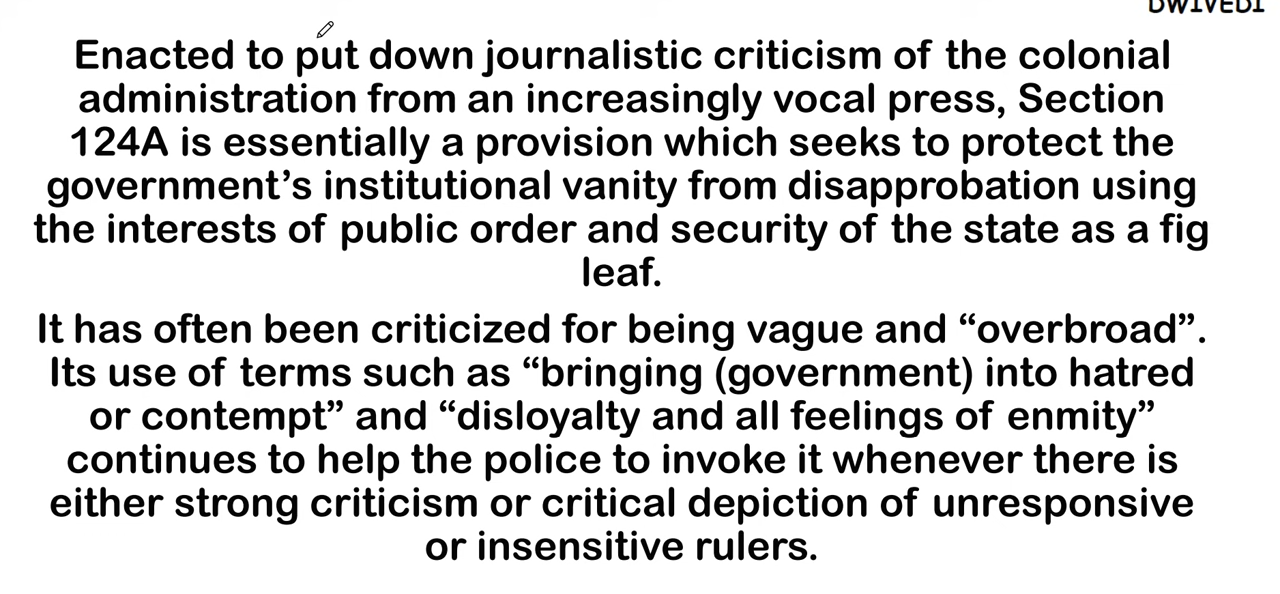 DWIVEDI
Enacted to put down journalistic criticism of the colonial
administration from an increasingly vocal press, Section
124A is essentially a provision which seeks to protect the
government’s institutional vanity from disapprobation using
the interests of public order and security of the state as a fig
leaf.
It has often been criticized for being vague and “overbroad”.
Its use of terms such as “bringing (government) into hatred
or contempt” and “disloyalty and all feelings of enmity”
continues to help the police to invoke it whenever there is
either strong criticism or critical depiction of unresponsive
or insensitive rulers.